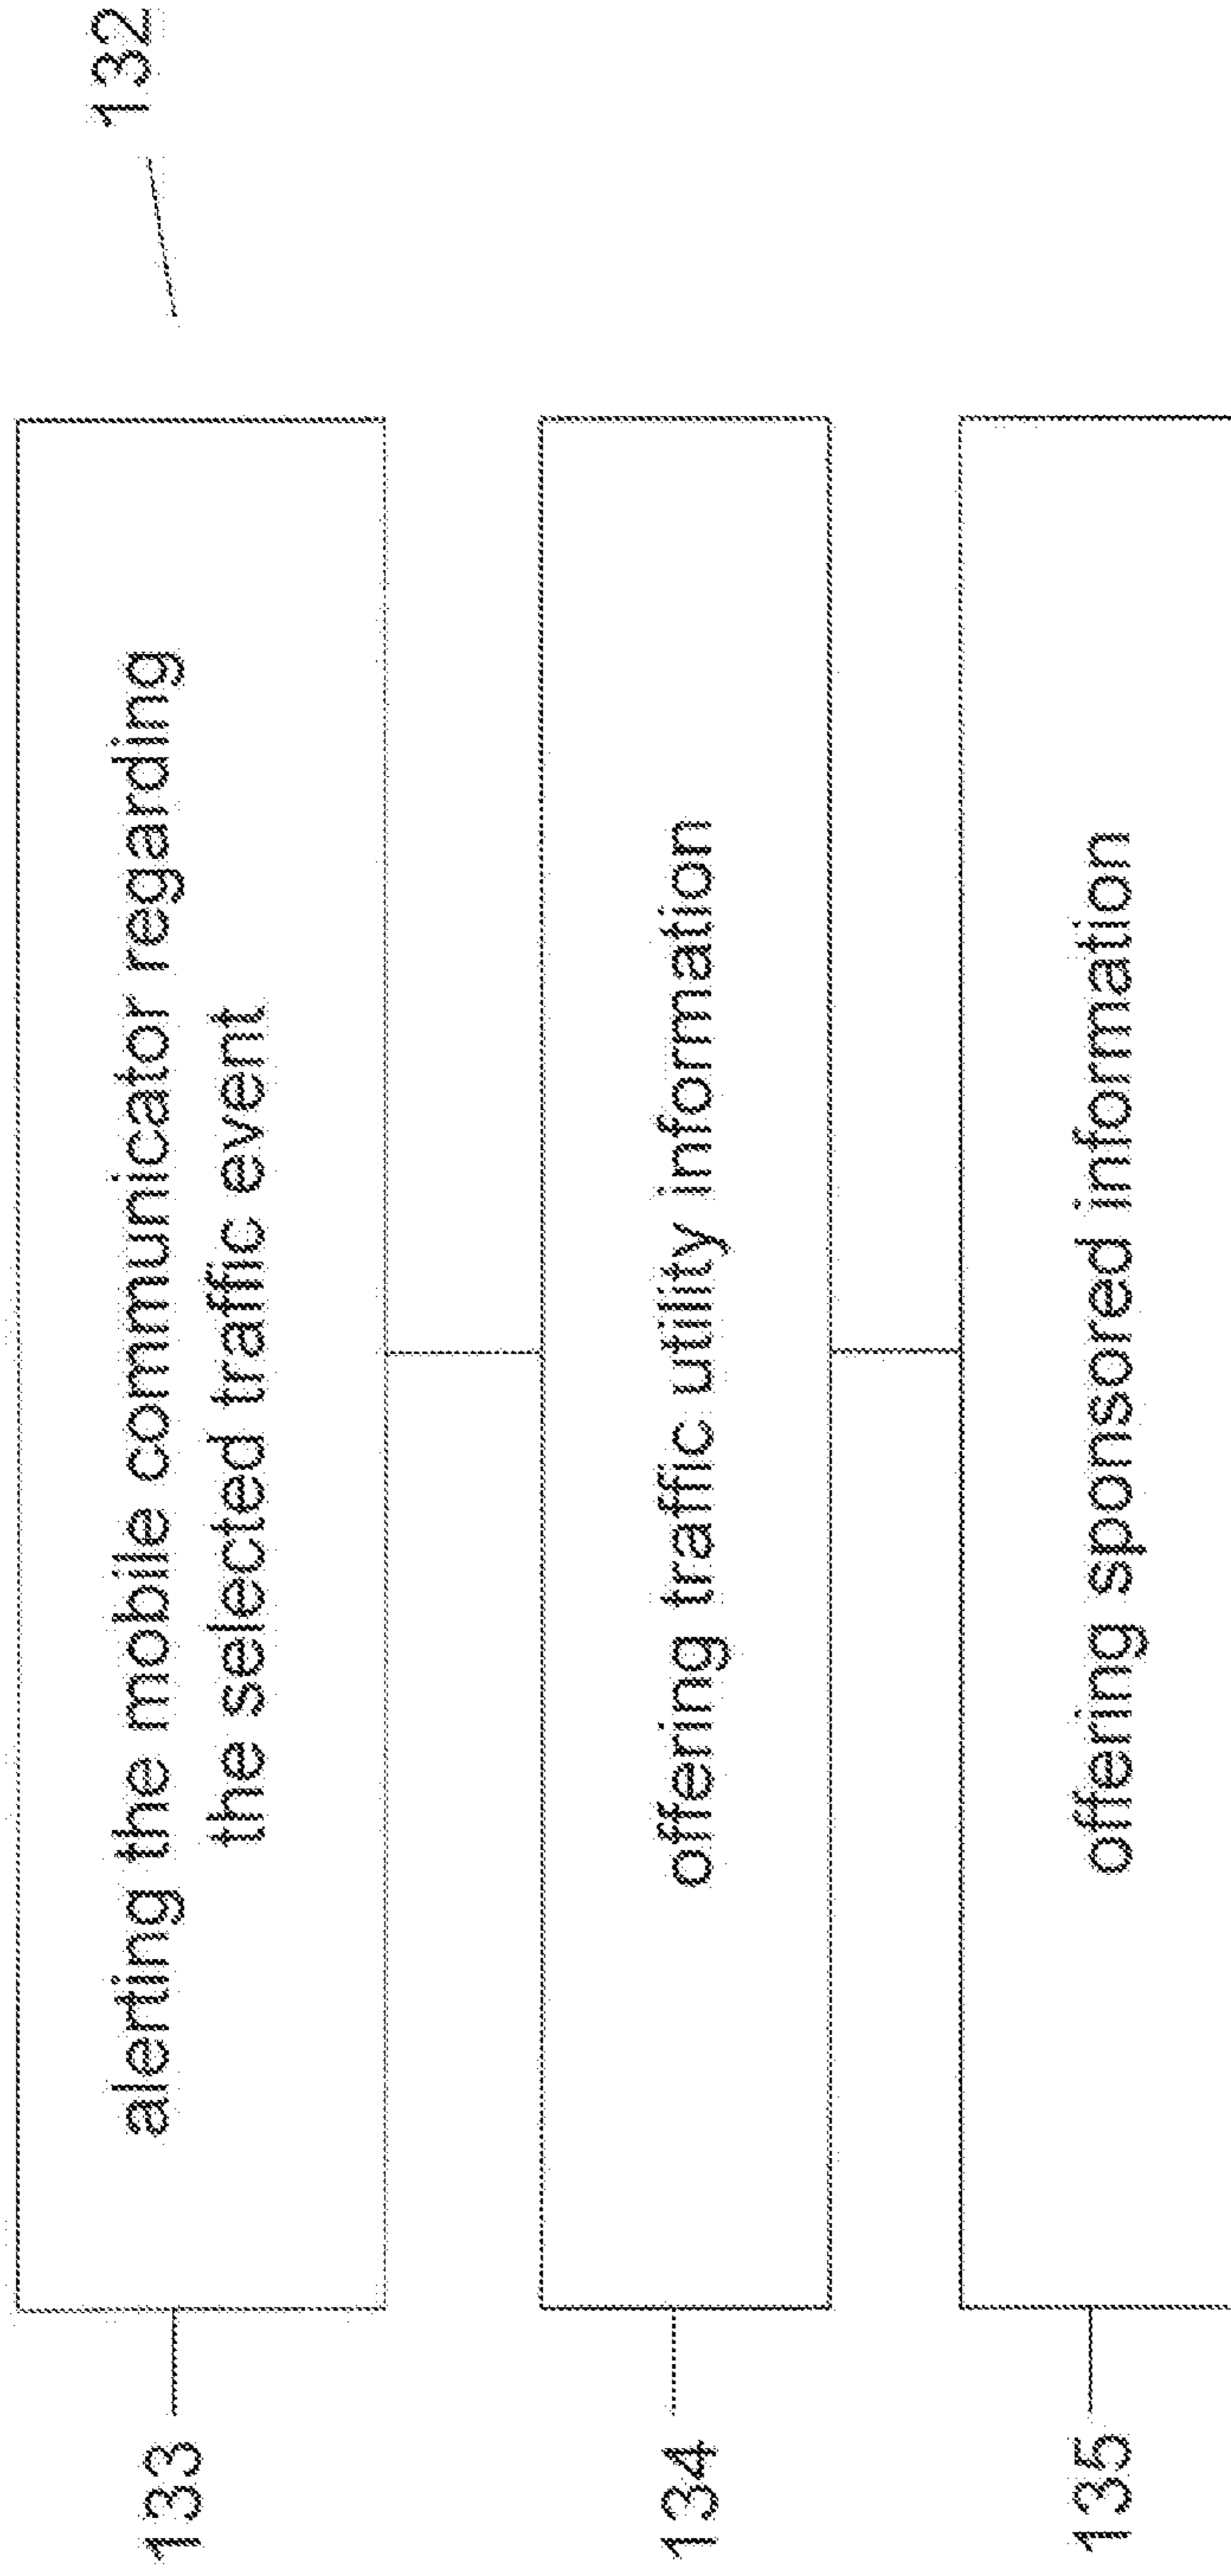 132
133
alerting the mobile communicator regarding
the selected traffic event
134
offering traffic utility information
135
offering sponsored information